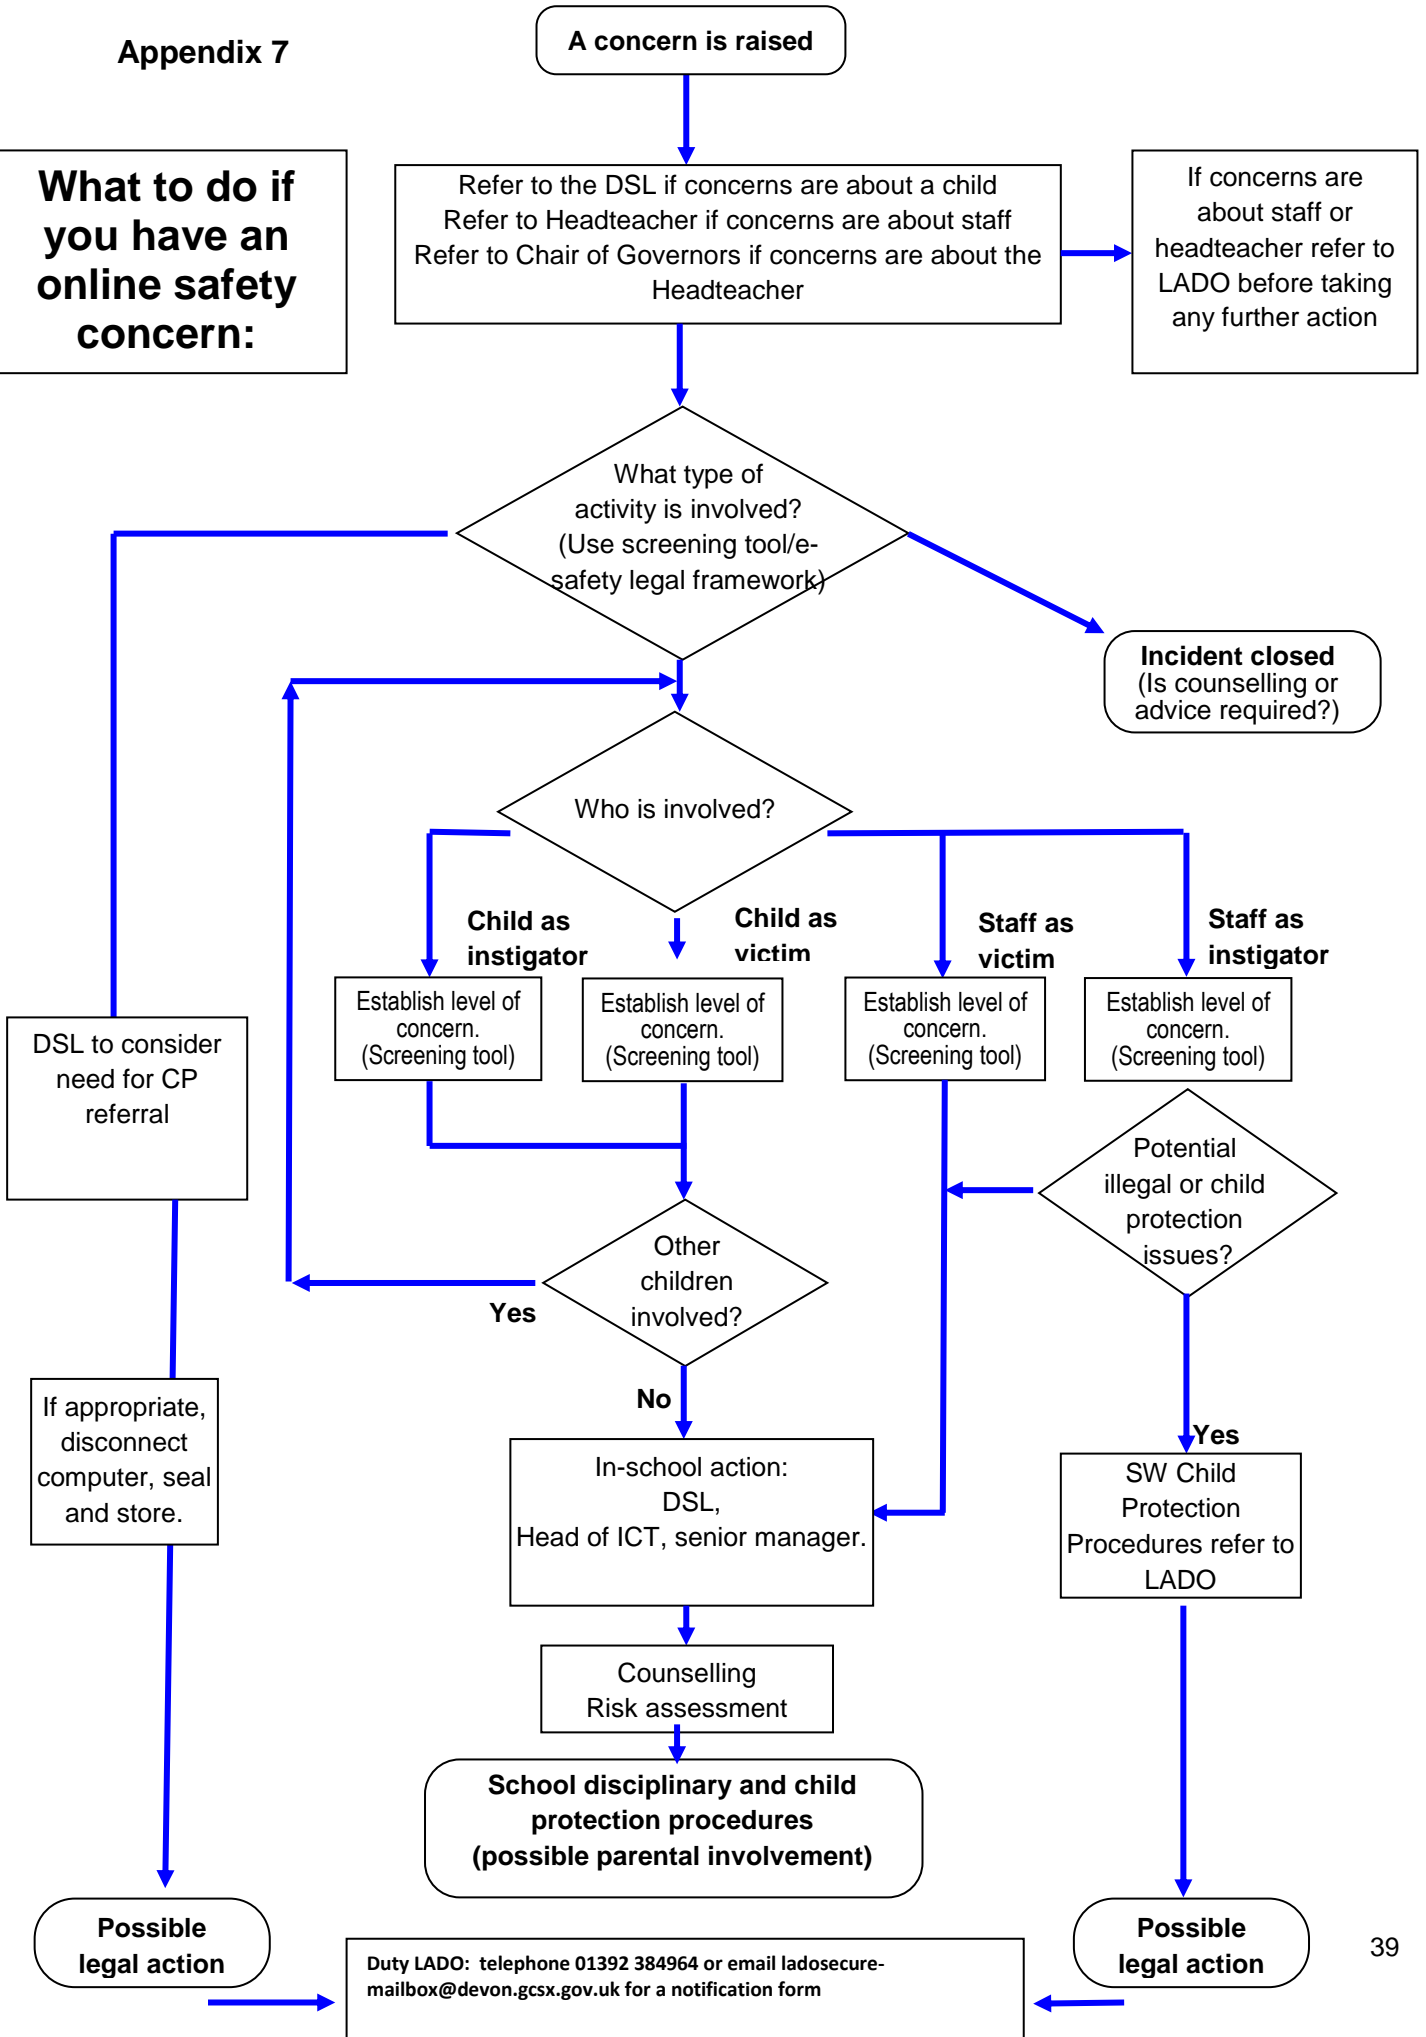 Appendix 7
A concern is raised
What to do if
you have an
online safety
concern:
Refer to the DSL if concerns are about a child
Refer to Headteacher if concerns are about staff
Refer to Chair of Governors if concerns are about the
Headteacher
If concerns are
about staff or
headteacher refer to
LADO before taking
any further action
What type of
activity is involved?
(Use screening tool/e-
safety legal framework)
Incident closed
(Is counselling or
advice required?)
Who is involved?
Child as
instigator
Child as
victim
Staff as
victim
Staff as
instigator
Establish level of
concern.
(Screening tool)
Establish level of
concern.
(Screening tool)
Establish level of
concern.
(Screening tool)
Establish level of
concern.
(Screening tool)
DSL to consider
need for CP
referral
Potential
illegal or child
protection
issues?
Other
children
involved?
Yes
No
Yes
If appropriate,
disconnect
computer, seal
and store.
In-school action:
DSL,
Head of ICT, senior manager.
SW Child
Protection
Procedures refer to
LADO
Counselling
Risk assessment
School disciplinary and child
protection procedures
(possible parental involvement)
Possible
legal action
Possible
legal action
Duty LADO: telephone 01392 384964 or email ladosecure-
mailbox@devon.gcsx.gov.uk for a notification form
39